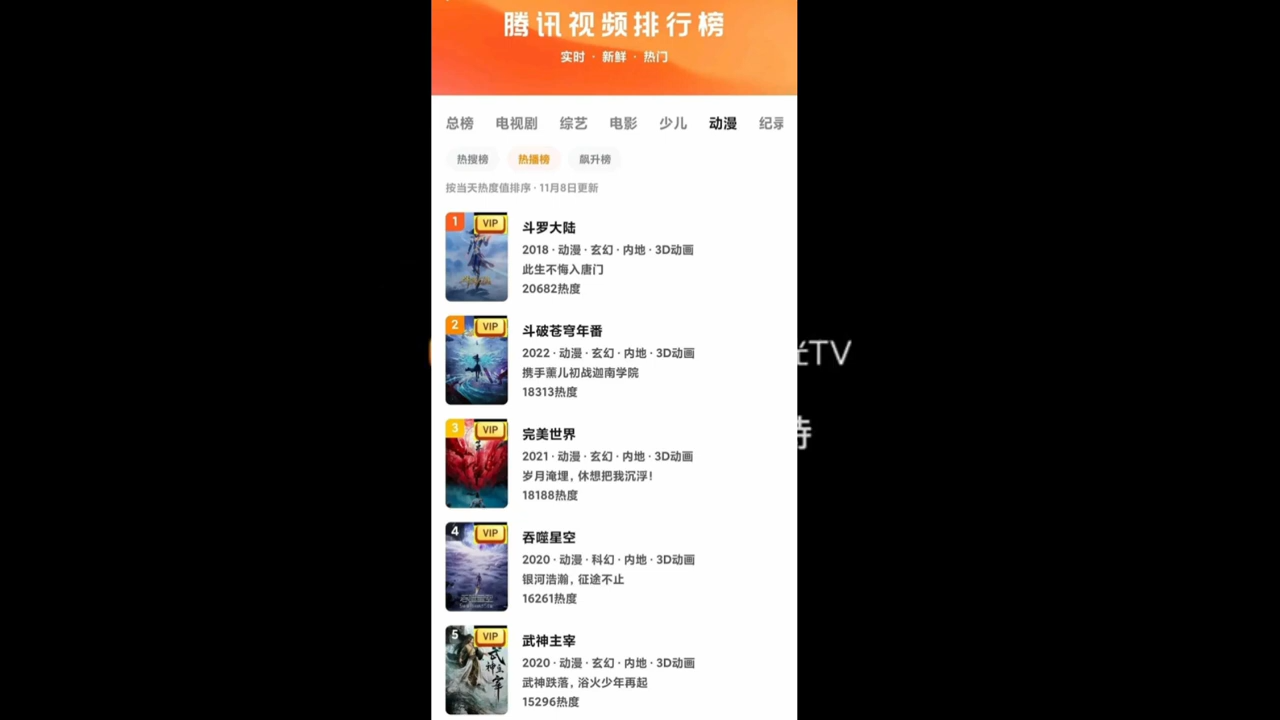 腾讯视频排行榜
实时 · 新鲜 · 热门
总榜 电视剧 综艺 电影 少儿 动漫 纪录
热搜榜 热播榜 飙升榜
按当天热度值排序 · 11月8日更新
1 VIP
斗罗大陆
2018 · 动漫 · 玄幻 · 内地 · 3D动画
此生不悔入唐门
20682热度
2 VIP
斗破苍穹年番
2022 · 动漫 · 玄幻 · 内地 · 3D动画
携手薰儿初战迦南学院
18313热度
3 VIP
完美世界
2021 · 动漫 · 玄幻 · 内地 · 3D动画
岁月淹埋，休想把我沉浮！
18188热度
4 VIP
吞噬星空
2020 · 动漫 · 科幻 · 内地 · 3D动画
银河浩瀚，征途不止
16261热度
5 VIP
武神主宰
武神主宰
2020 · 动漫 · 玄幻 · 内地 · 3D动画
武神跌落，浴火少年再起
15296热度
TV